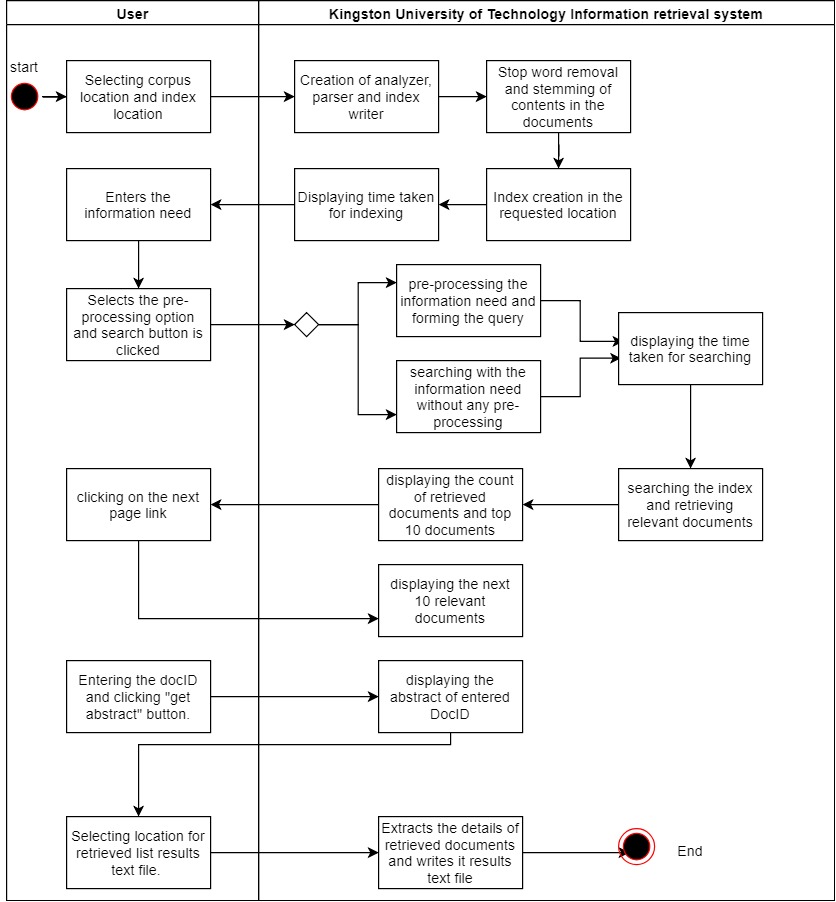 User
Kingston University of Technology Information retrieval system
start
Selecting corpus
location and index
location
Creation of analyzer,
parser and index
writer
Stop word removal
and stemming of
contents in the
documents
Enters the
information need
Displaying time taken
for indexing
Index creation in the
requested location
Selects the pre-
processing option
and search button is
clicked
pre-processing the
information need and
forming the query
searching with the
information need
without any pre-
processing
displaying the time
taken for searching
clicking on the next
page link
displaying the count
of retrieved
documents and top
10 documents
searching the index
and retrieving
relevant documents
displaying the next
10 relevant
documents
Entering the docID
and clicking "get
abstract" button.
displaying the
abstract of entered
DocID
Selecting location for
retrieved list results
text file.
Extracts the details of
retrieved documents
and writes it results
text file
End